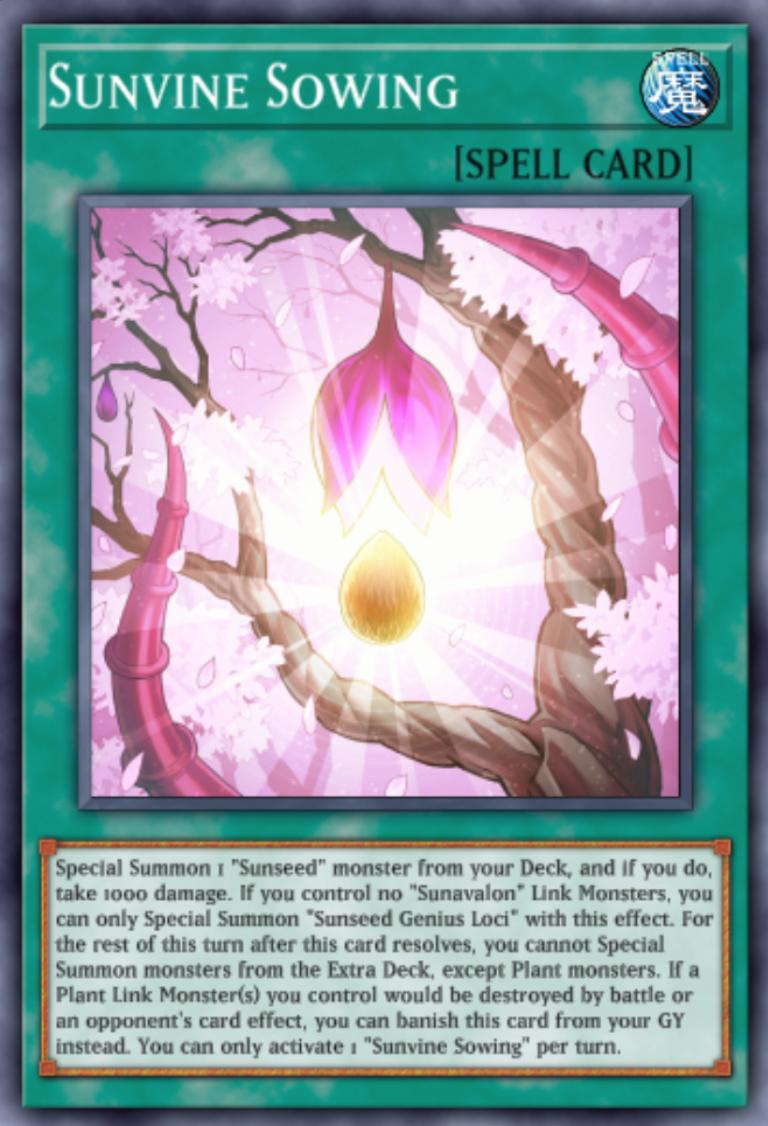 Sunvine Sowing
SPELL
魔
[SPELL CARD]
Special Summon 1 "Sunseed" monster from your Deck, and if you do,
take 1000 damage. If you control no "Sunavalon" Link Monsters, you
can only Special Summon "Sunseed Genius Loci" with this effect. For
the rest of this turn after this card resolves, you cannot Special
Summon monsters from the Extra Deck, except Plant monsters. If a
Plant Link Monster(s) you control would be destroyed by battle or
an opponent's card effect, you can banish this card from your GY
instead. You can only activate 1 "Sunvine Sowing" per turn.